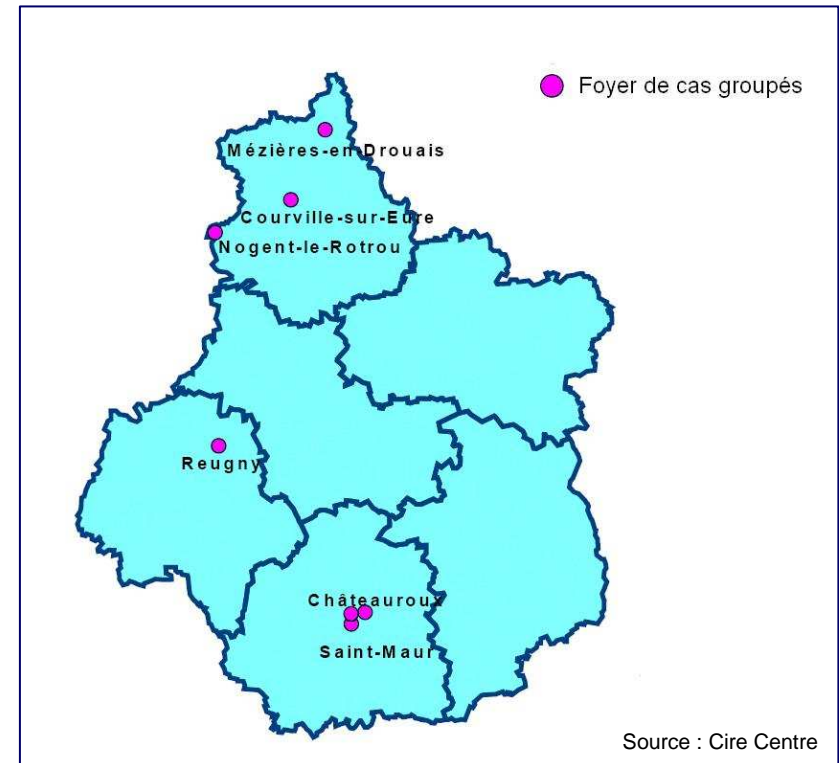 Foyer de cas groupés
Mézières-en-Drouais
Courville-sur-Eure
Nogent-le-Rotrou
Reugny
Châteauroux
Saint-Maur
Source : Cire Centre